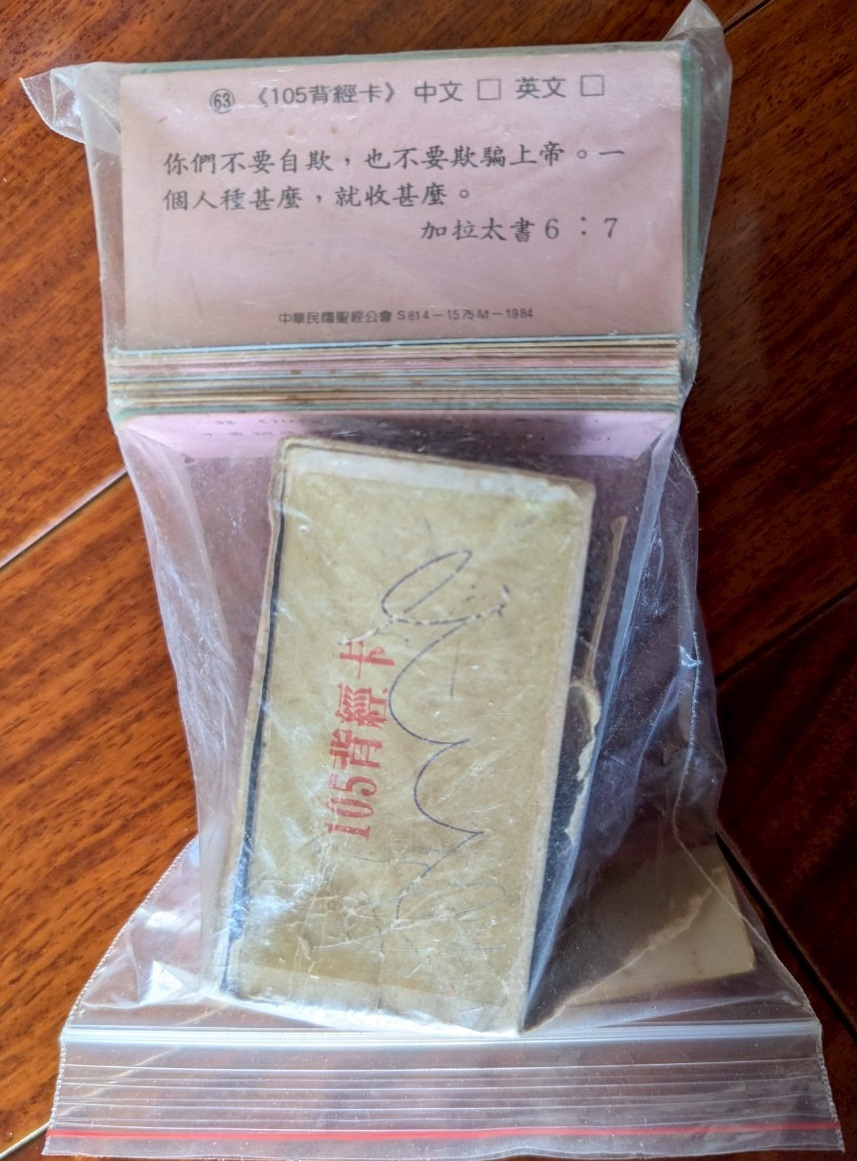 63 《105背經卡》 中文 □ 英文 □
你們不要自欺,也不要欺騙上帝。一
個人種甚麼,就收甚麼。
加拉太書6:7
中華民國聖經公會 S814-1575M-1984
105背經卡